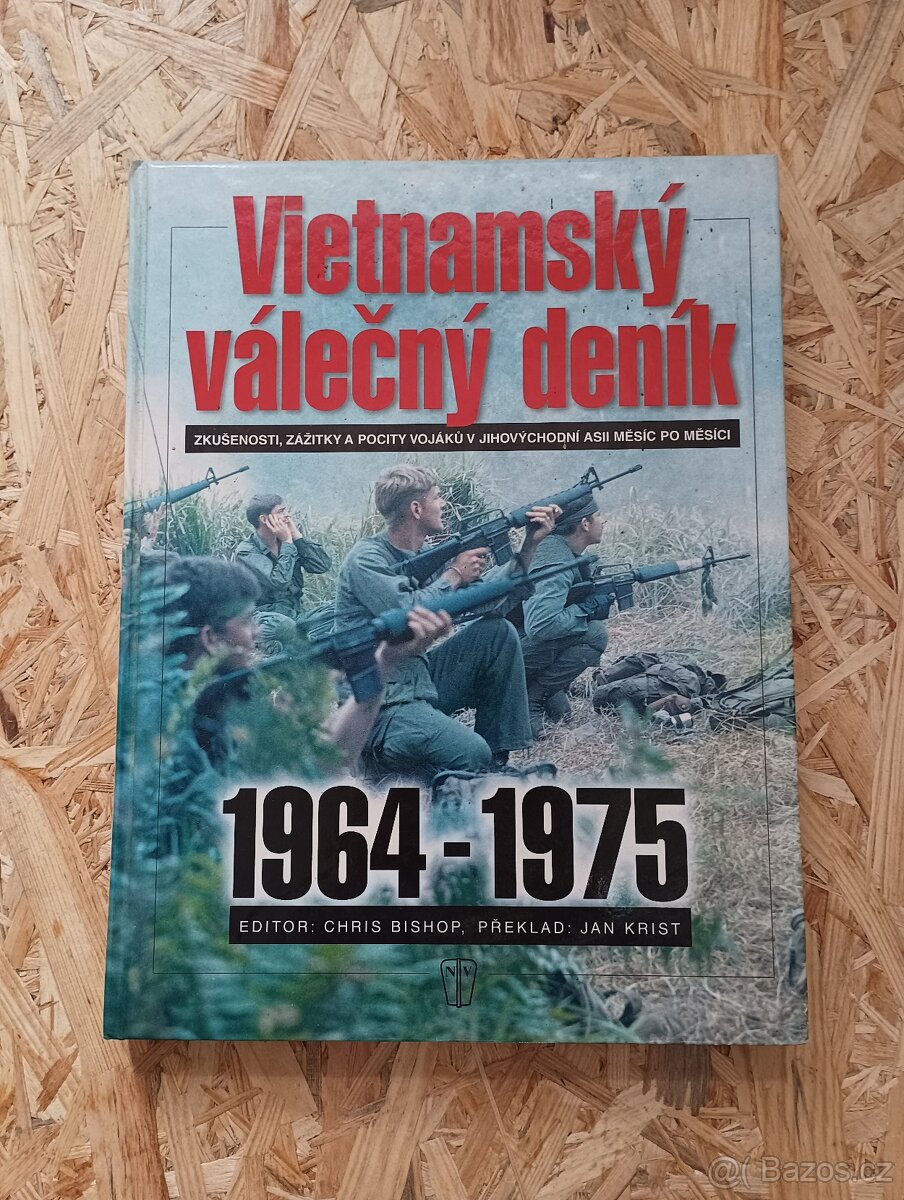 Vietnamský
válečný deník
ZKUŠENOSTI, ZÁŽITKY A POCITY VOJÁKŮ V JIHOVÝCHODNÍ ASII MĚSÍC PO MĚSÍCI
1964 - 1975
EDITOR: CHRIS BISHOP, PŘEKLAD: JAN KRIST
N V
Bazos.cz